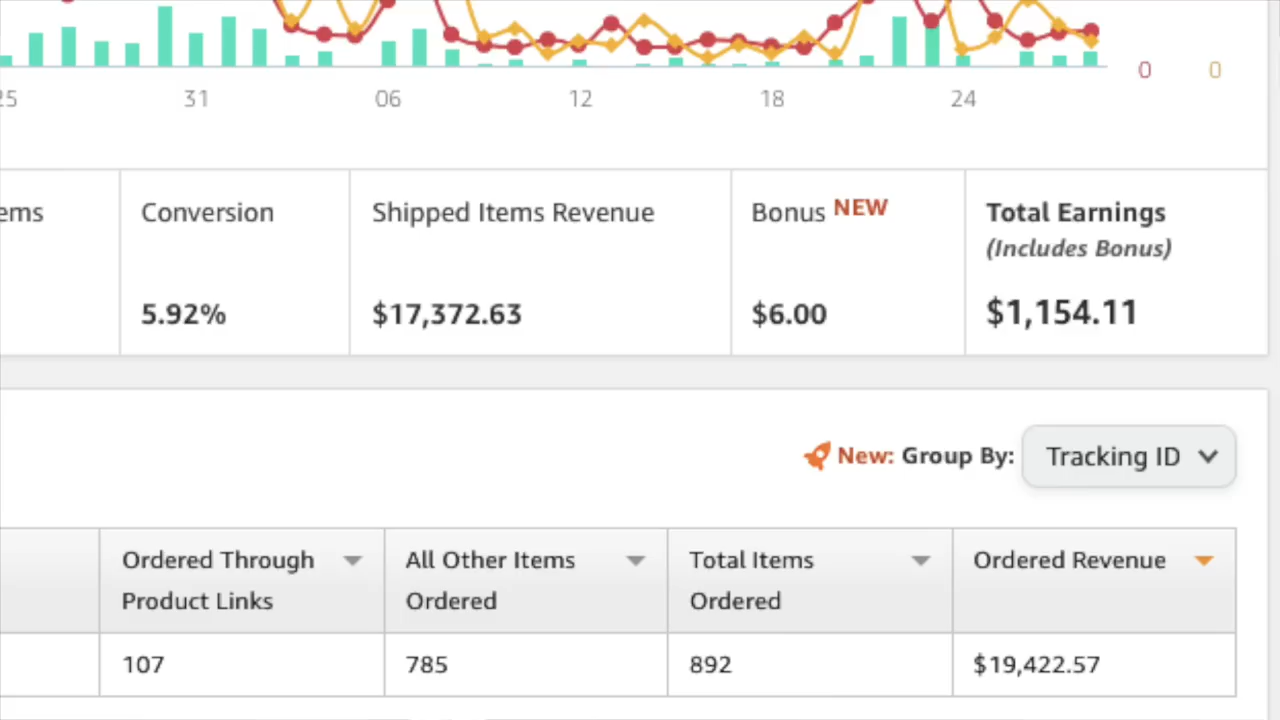 0 0
25 31 06 12 18 24
ems Conversion Shipped Items Revenue Bonus NEW Total Earnings
(Includes Bonus)
5.92% $17,372.63 $6.00 $1,154.11
New: Group By: Tracking ID
Ordered Through All Other Items Total Items Ordered Revenue
Product Links Ordered Ordered
107 785 892 $19,422.57